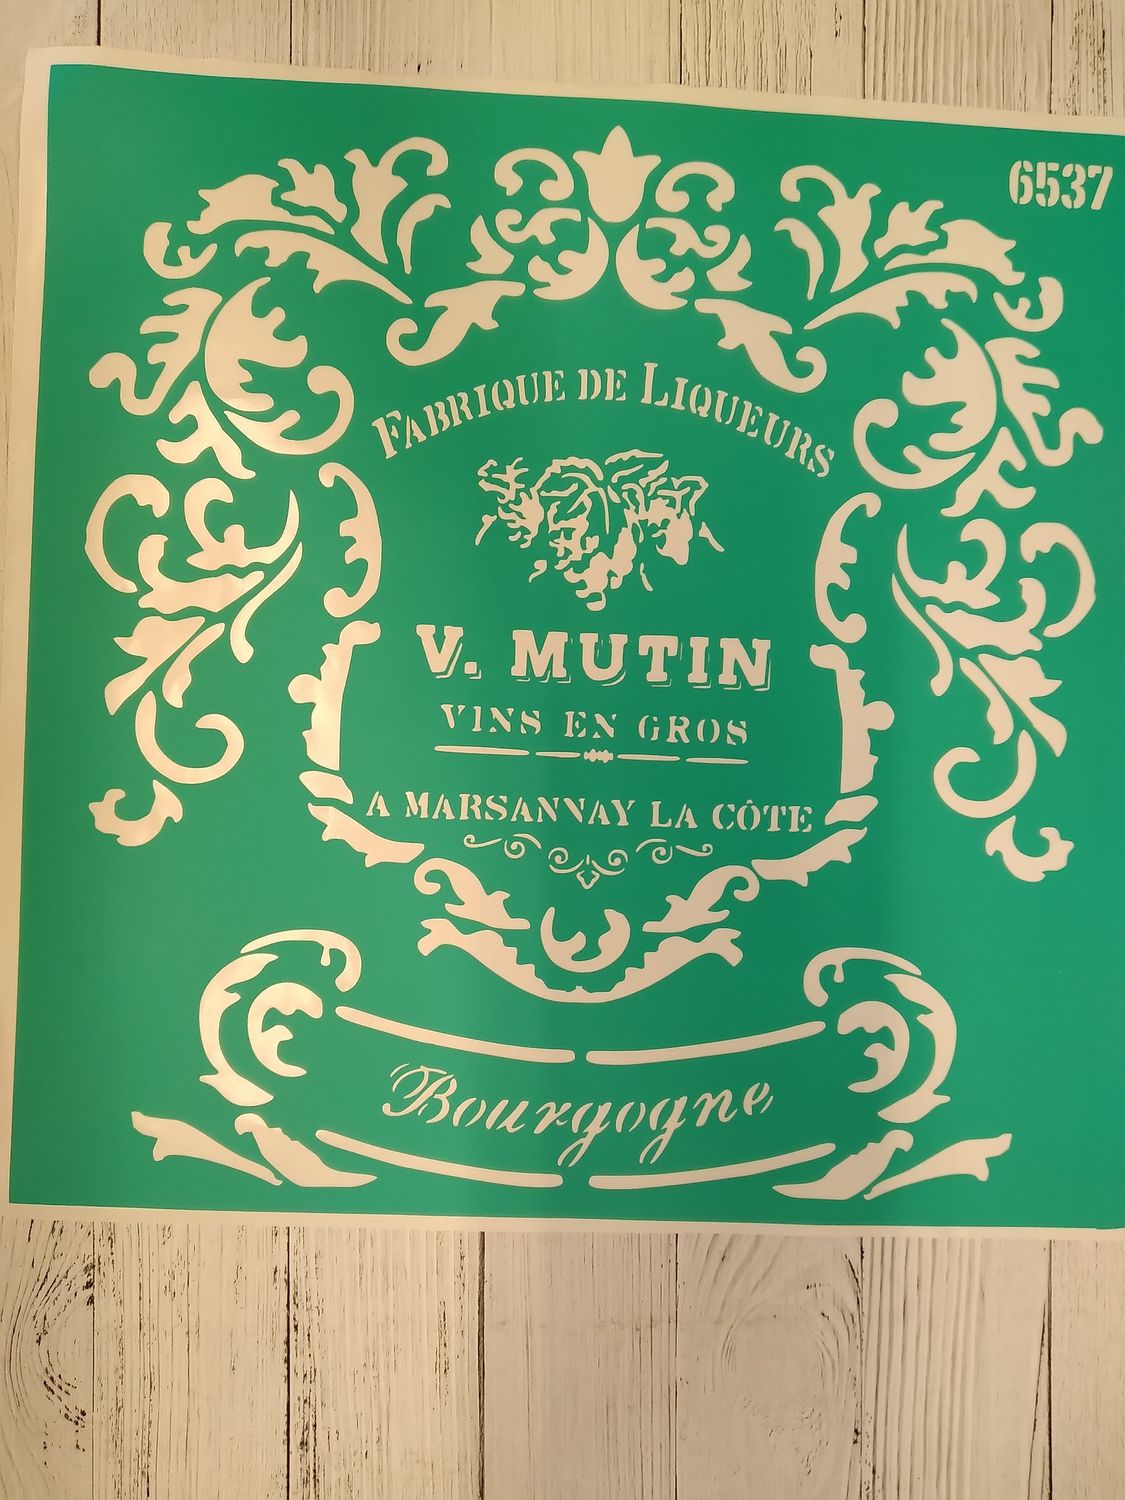 6537
FABRIQUE DE LIQUEURS
V. MUTIN
VINS EN GROS
A MARSANNAY LA CÔTE
Bourgogne